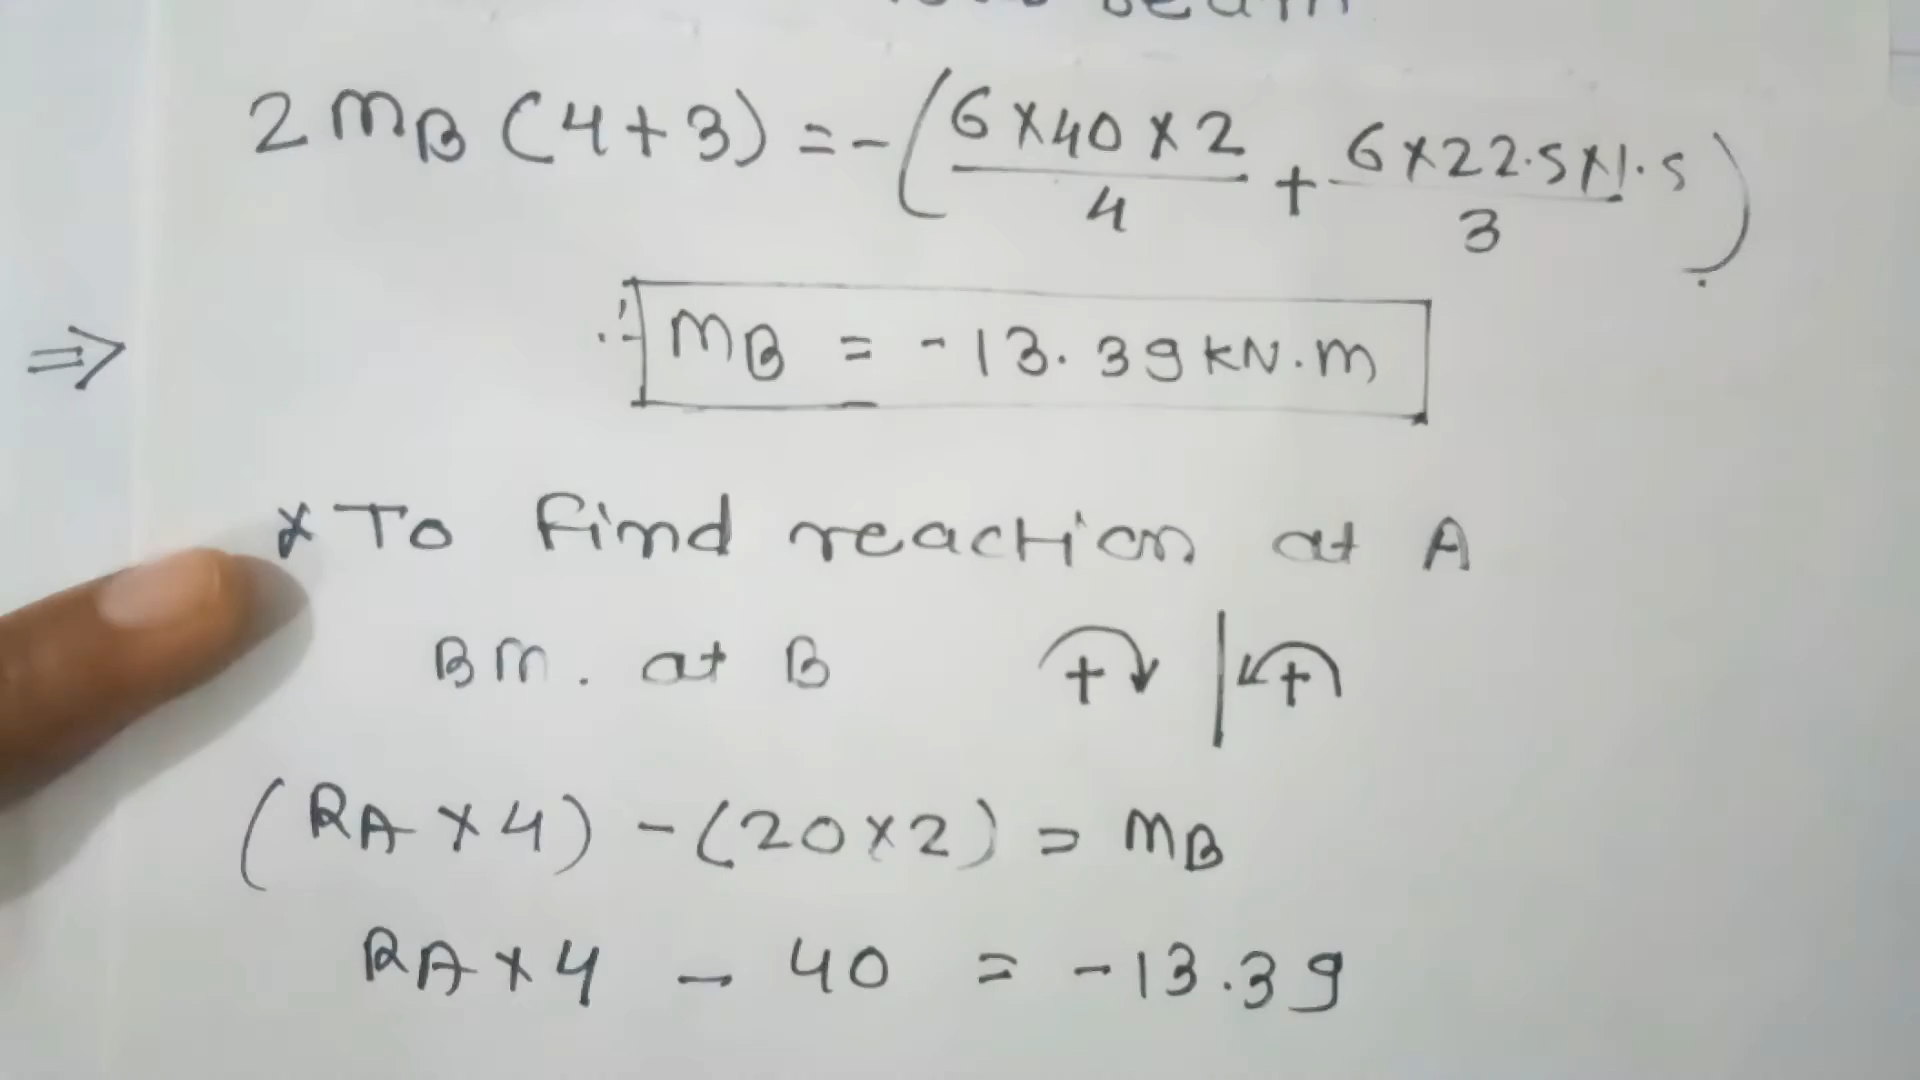 beam
2 MB (4+3) = - (6×40×2/4 + 6×22.5×1.5/3)
⇒ ∴ MB = -13.39 kN.m
* To find reaction at A
BM. at B + | +
(RA × 4) - (20×2) = MB
RA × 4 - 40 = -13.39